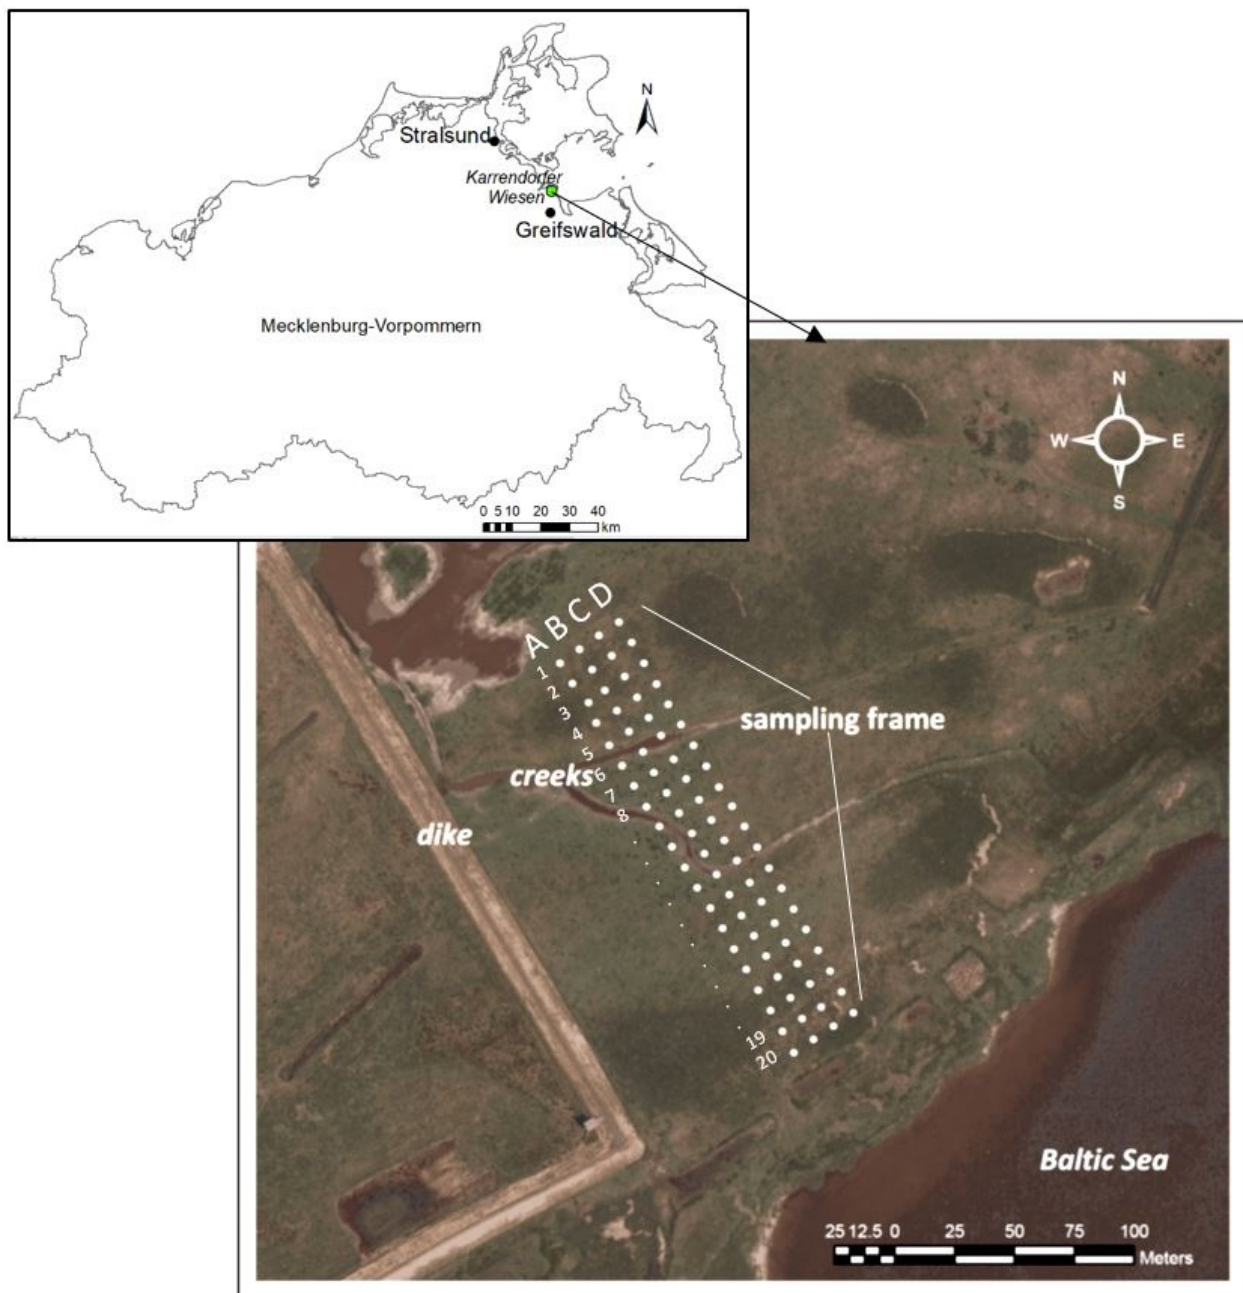 N
Stralsund
Karrendorfer
Wiesen
Greifswald
Mecklenburg-Vorpommern
0 5 10 20 30 40
km
N
W E
S
A B C D
1
2
3
4
5
6
7
8
19
20
sampling frame
creeks
dike
Baltic Sea
25 12.5 0 25 50 75 100
Meters